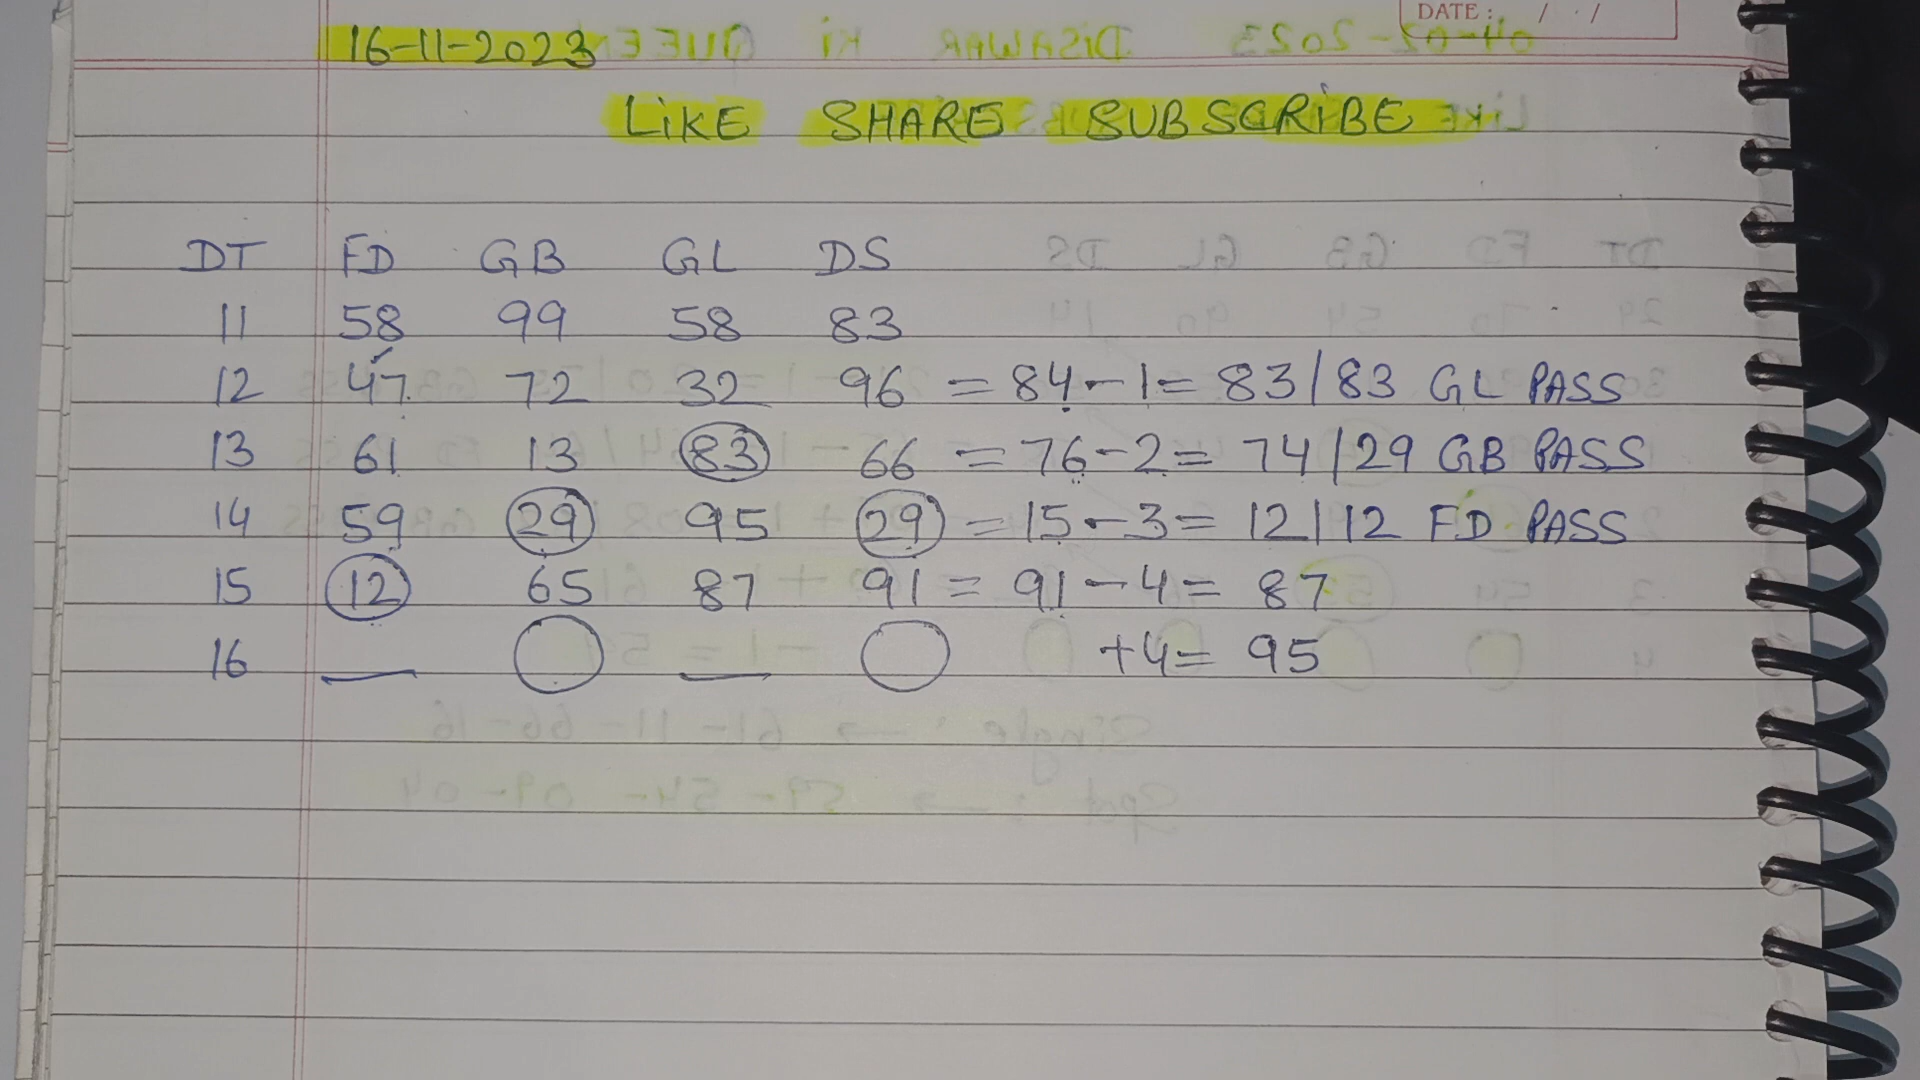 DATE: / /
16-11-2023
LiKE SHARE SUBSCRiBE
DT FD GB GL DS
11 58 99 58 83
12 47 72 32 96 = 84-1= 83/83 GL PASS
13 61 13 83 66 = 76-2= 74/29 GB PASS
14 59 29 95 29 = 15-3= 12/12 FD PASS
15 12 65 87 91 = 91-4= 87
16 +4= 95